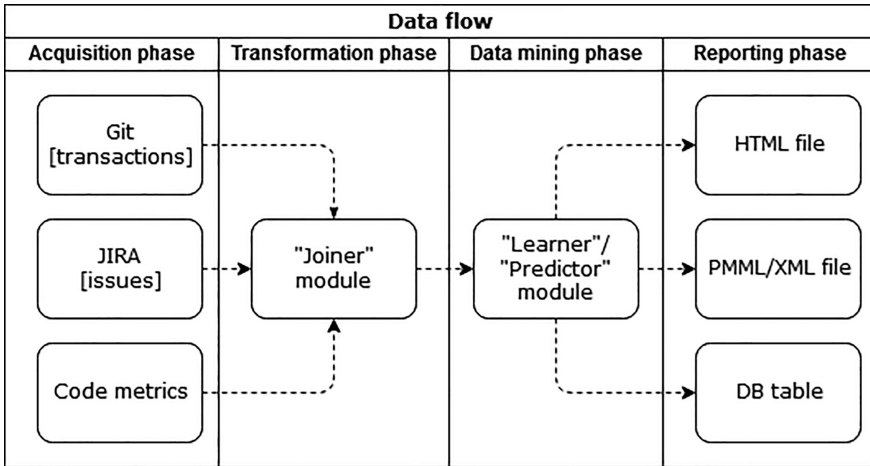 Data flow
Acquisition phase
Transformation phase
Data mining phase
Reporting phase
Git
[transactions]
JIRA
[issues]
Code metrics
"Joiner"
module
"Learner"/
"Predictor"
module
HTML file
PMML/XML file
DB table